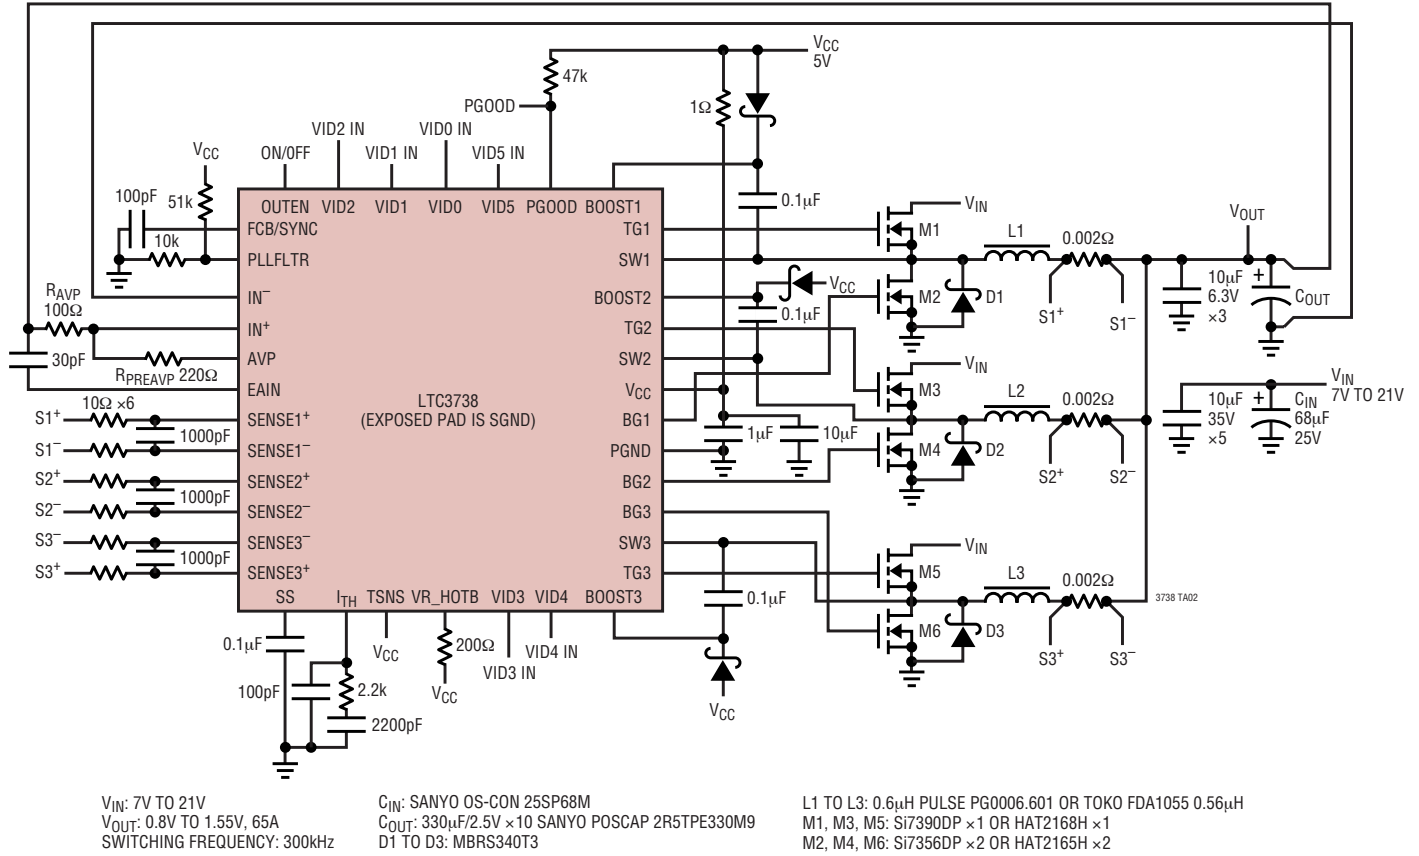 VCC
5V
47k
1Ω
PGOOD
VID2 IN
VID0 IN
VCC
ON/0FF
VID1 IN
VID5 IN
100pF
51k
10k
0.1µF
OUTEN VID2 VID1 VID0 VID5 PGOOD BOOST1
FCB/SYNC
PLLFLTR
IN–
IN+
AVP
EAIN
SENSE1+
SENSE1–
SENSE2+
SENSE2–
SENSE3–
SENSE3+
LTC3738
(EXPOSED PAD IS SGND)
TG1
SW1
BOOST2
TG2
SW2
VCC
BG1
PGND
BG2
BG3
SW3
TG3
SS ITH TSNS VR_HOTB VID3 VID4 BOOST3
RAVP
100Ω
30pF
RPREAVP 220Ω
10Ω ×6
S1+
1000pF
S1–
S2+
1000pF
S2–
S3–
1000pF
S3+
0.1µF
100pF
2.2k
2200pF
VCC
200Ω
VCC
VID3 IN
VID4 IN
0.1µF
VCC
VCC
0.1µF
1µF
10µF
VIN
M1
M2
D1
L1
0.002Ω
S1+
S1–
VIN
M3
M4
D2
L2
0.002Ω
S2+
S2–
VIN
M5
M6
D3
L3
0.002Ω
S3+
S3–
VOUT
10µF
6.3V
×3
+
COUT
VIN
7V TO 21V
10µF
35V
×5
+
CIN
68µF
25V
3738 TA02
VIN: 7V TO 21V
VOUT: 0.8V TO 1.55V, 65A
SWITCHING FREQUENCY: 300kHz
CIN: SANYO OS-CON 25SP68M
COUT: 330µF/2.5V ×10 SANYO POSCAP 2R5TPE330M9
D1 TO D3: MBRS340T3
L1 TO L3: 0.6µH PULSE PG0006.601 OR TOKO FDA1055 0.56µH
M1, M3, M5: Si7390DP ×1 OR HAT2168H ×1
M2, M4, M6: Si7356DP ×2 OR HAT2165H ×2